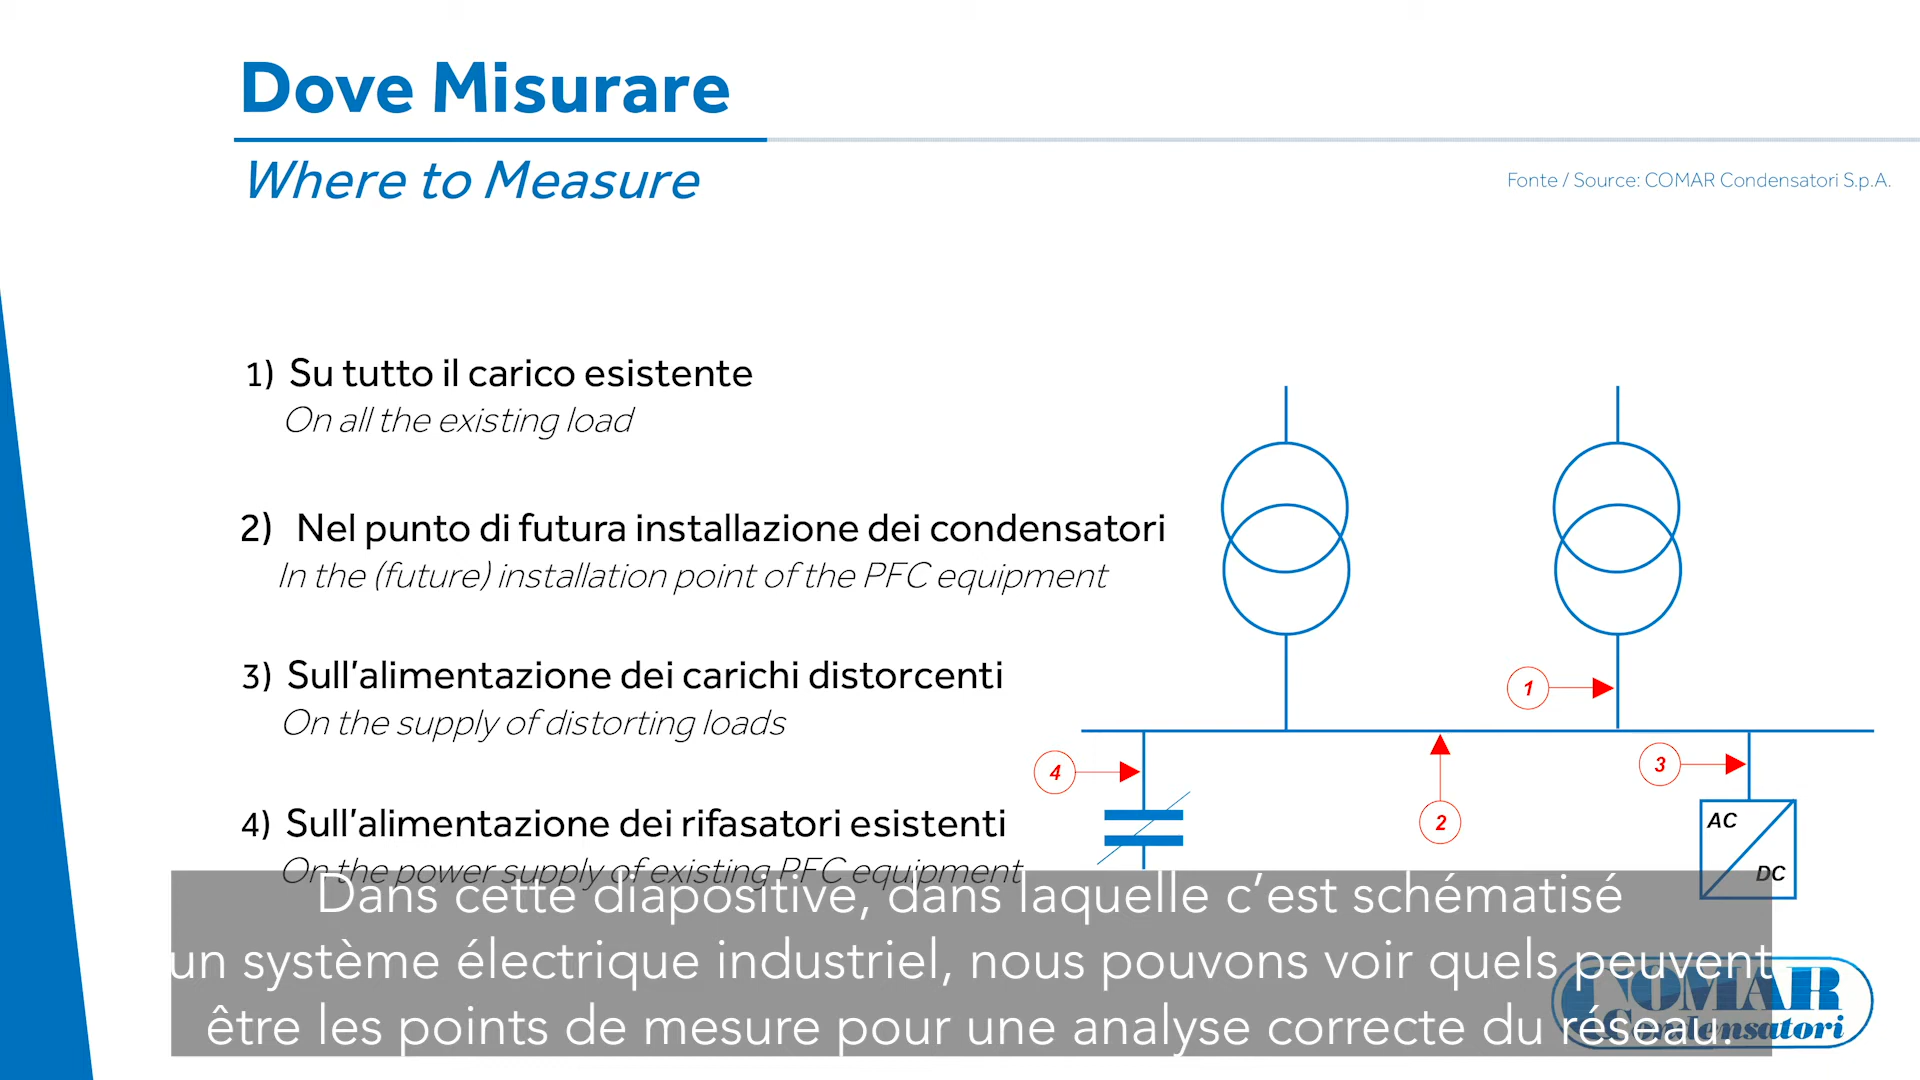 Dove Misurare
Where to Measure
Fonte / Source: COMAR Condensatori S.p.A.
1) Su tutto il carico esistente
On all the existing load
2) Nel punto di futura installazione dei condensatori
In the (future) installation point of the PFC equipment
3) Sull'alimentazione dei carichi distorcenti
On the supply of distorting loads
4) Sull'alimentazione dei rifasatori esistenti
On the power supply of existing PFC equipment
1
4
3
2
AC
DC
Dans cette diapositive, dans laquelle c'est schématisé
un système électrique industriel, nous pouvons voir quels peuvent
être les points de mesure pour une analyse correcte du réseau.
COMAR
Condensatori